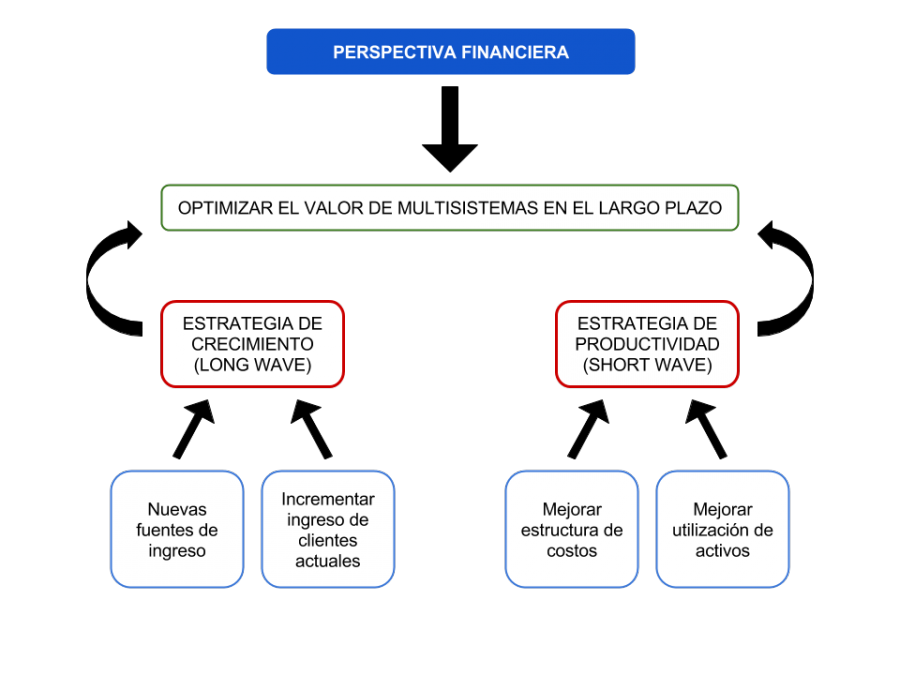 PERSPECTIVA FINANCIERA
OPTIMIZAR EL VALOR DE MULTISISTEMAS EN EL LARGO PLAZO
ESTRATEGIA DE
CRECIMIENTO
(LONG WAVE)
ESTRATEGIA DE
PRODUCTIVIDAD
(SHORT WAVE)
Nuevas
fuentes de
ingreso
Incrementar
ingreso de
clientes
actuales
Mejorar
estructura de
costos
Mejorar
utilización de
activos